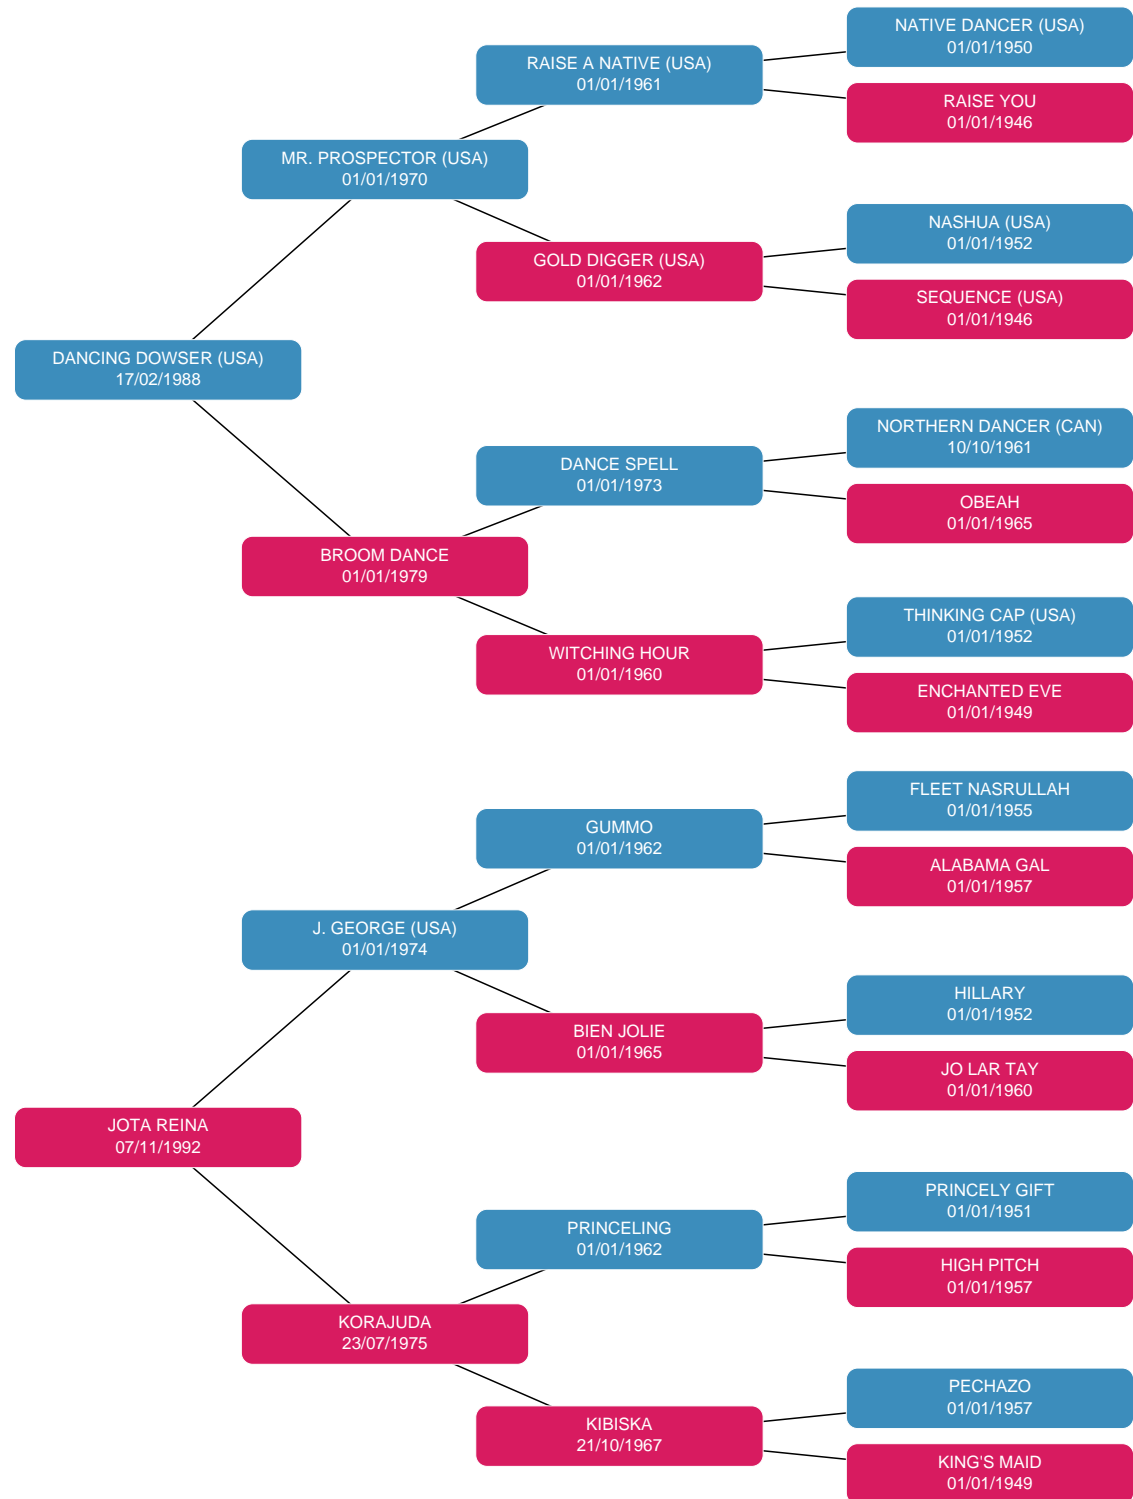 NATIVE DANCER (USA)
01/01/1950
RAISE A NATIVE (USA)
01/01/1961
RAISE YOU
01/01/1946
MR. PROSPECTOR (USA)
01/01/1970
NASHUA (USA)
01/01/1952
GOLD DIGGER (USA)
01/01/1962
SEQUENCE (USA)
01/01/1946
DANCING DOWSER (USA)
17/02/1988
NORTHERN DANCER (CAN)
10/10/1961
DANCE SPELL
01/01/1973
OBEAH
01/01/1965
BROOM DANCE
01/01/1979
THINKING CAP (USA)
01/01/1952
WITCHING HOUR
01/01/1960
ENCHANTED EVE
01/01/1949
FLEET NASRULLAH
01/01/1955
GUMMO
01/01/1962
ALABAMA GAL
01/01/1957
J. GEORGE (USA)
01/01/1974
HILLARY
01/01/1952
BIEN JOLIE
01/01/1965
JO LAR TAY
01/01/1960
JOTA REINA
07/11/1992
PRINCELY GIFT
01/01/1951
PRINCELING
01/01/1962
HIGH PITCH
01/01/1957
KORAJUDA
23/07/1975
PECHAZO
01/01/1957
KIBISKA
21/10/1967
KING'S MAID
01/01/1949